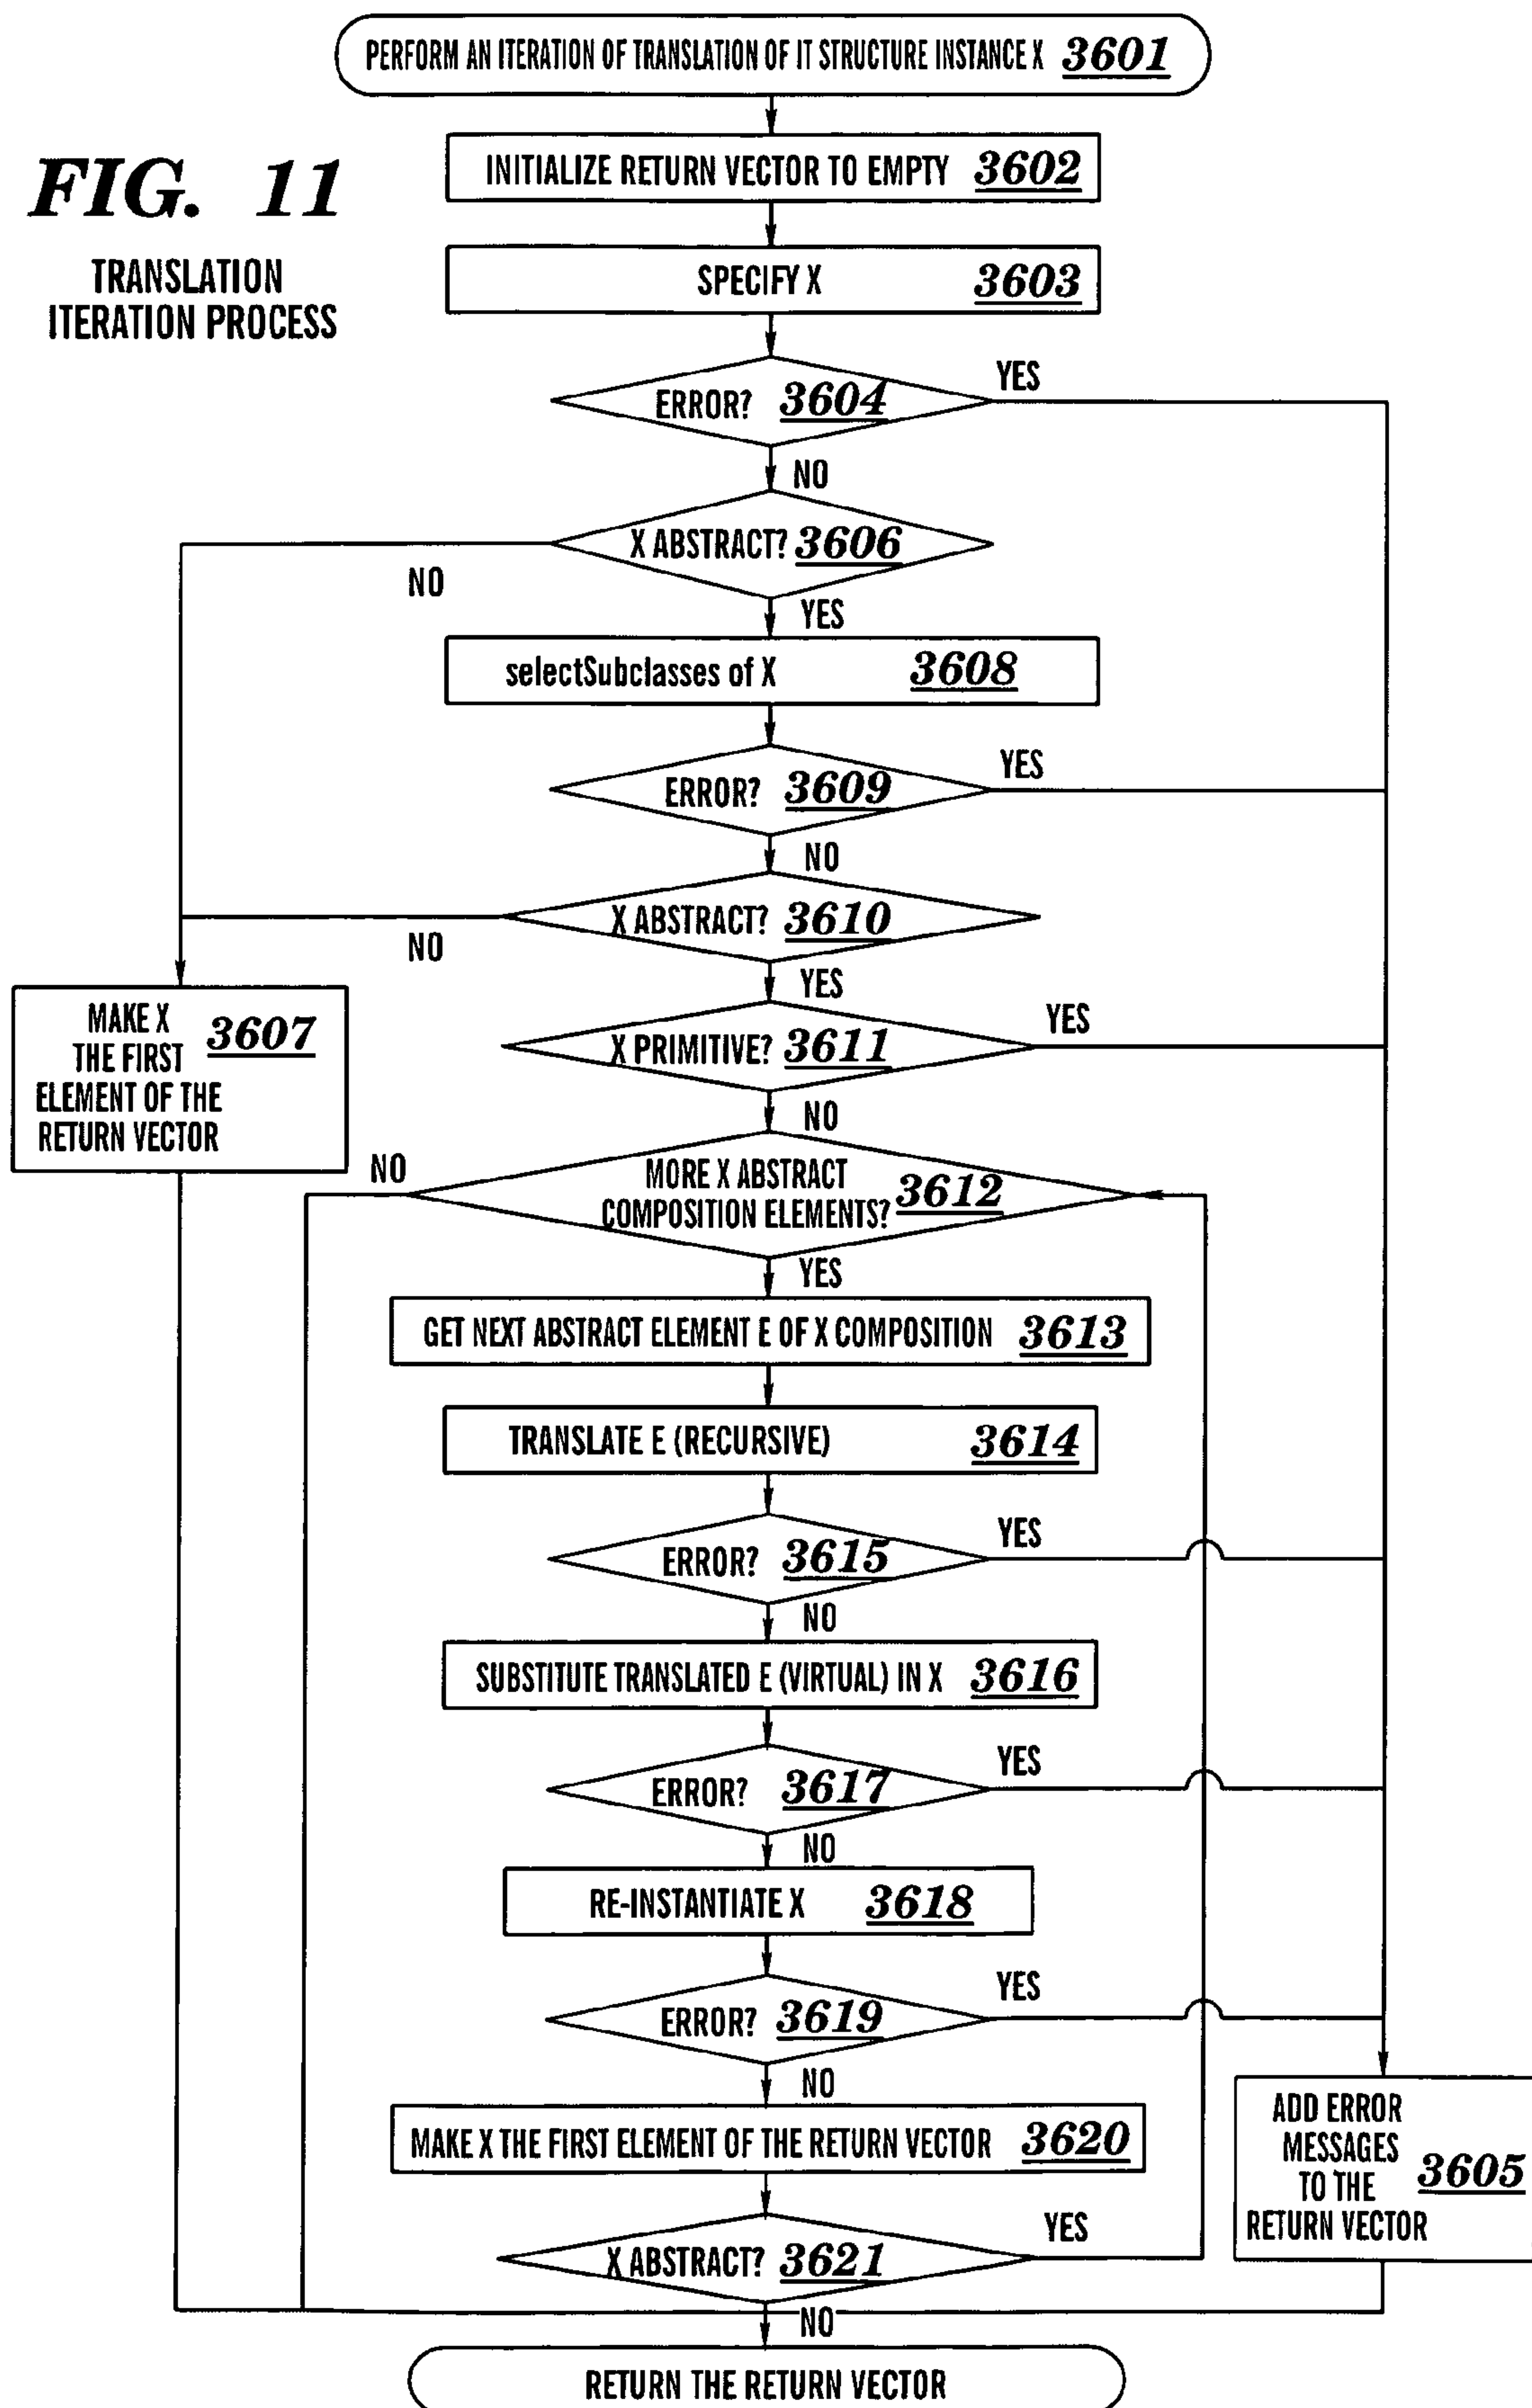 PERFORM AN ITERATION OF TRANSLATION OF IT STRUCTURE INSTANCE X 3601
FIG. 11
TRANSLATION
ITERATION PROCESS
INITIALIZE RETURN VECTOR TO EMPTY 3602
SPECIFY X 3603
ERROR? 3604
YES
NO
X ABSTRACT? 3606
NO
YES
selectSubclasses of X 3608
ERROR? 3609
YES
NO
X ABSTRACT? 3610
NO
YES
MAKE X
THE FIRST 3607
ELEMENT OF THE
RETURN VECTOR
X PRIMITIVE? 3611
YES
NO
NO
MORE X ABSTRACT
COMPOSITION ELEMENTS? 3612
YES
GET NEXT ABSTRACT ELEMENT E OF X COMPOSITION 3613
TRANSLATE E (RECURSIVE) 3614
ERROR? 3615
YES
NO
SUBSTITUTE TRANSLATED E (VIRTUAL) IN X 3616
ERROR? 3617
YES
NO
RE-INSTANTIATE X 3618
ERROR? 3619
YES
NO
MAKE X THE FIRST ELEMENT OF THE RETURN VECTOR 3620
ADD ERROR
MESSAGES
TO THE 3605
RETURN VECTOR
X ABSTRACT? 3621
YES
NO
RETURN THE RETURN VECTOR